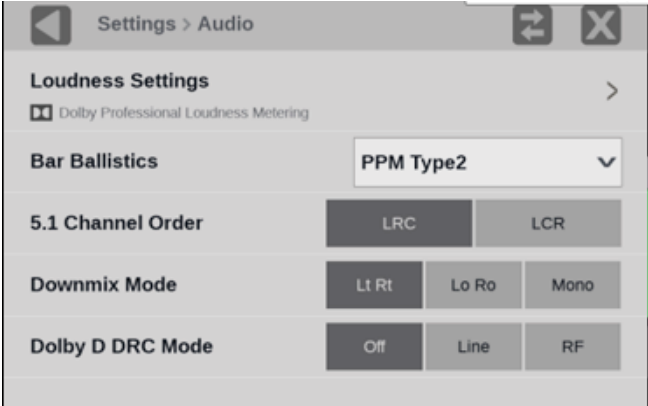 Settings > Audio
Loudness Settings
Dolby Professional Loudness Metering
Bar Ballistics PPM Type2
5.1 Channel Order LRC LCR
Downmix Mode Lt Rt Lo Ro Mono
Dolby D DRC Mode Off Line RF